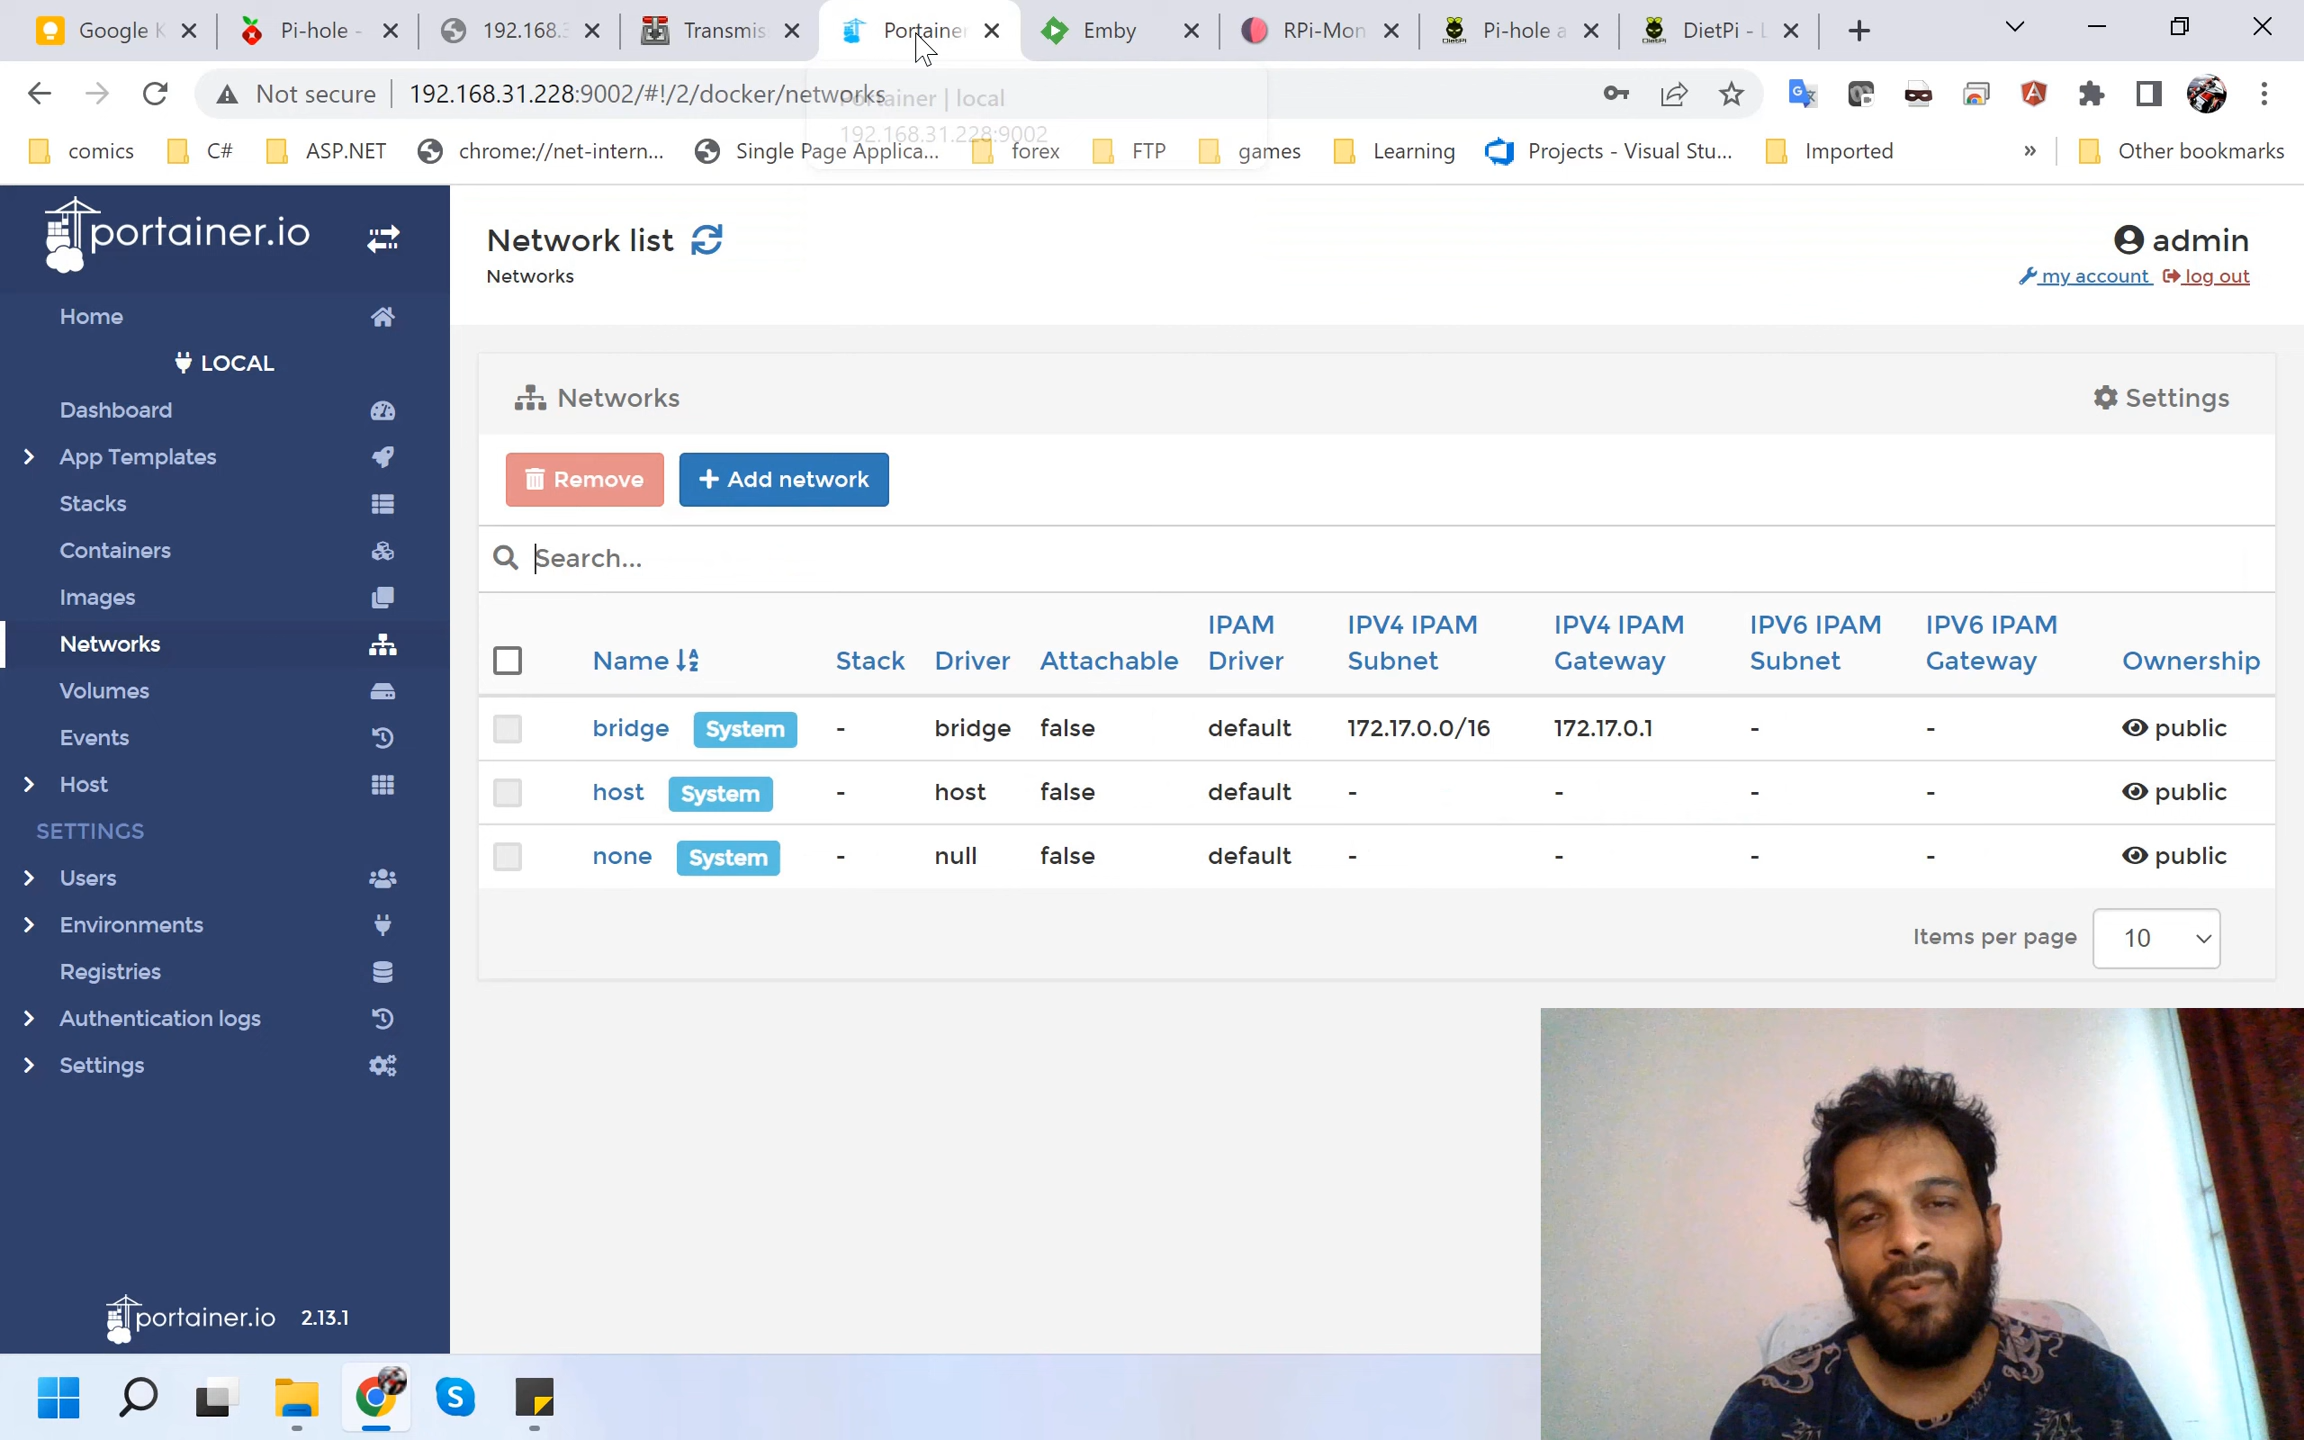 Google K
Pi-hole -
192.168.3
Transmis
Portainer
Emby
RPi-Mon
Pi-hole a
DietPi - L
Not secure
192.168.31.228:9002/#!/2/docker/networks
Portainer | local
192.168.31.228:9002
comics
C#
ASP.NET
chrome://net-intern...
Single Page Applica...
forex
FTP
games
Learning
Projects - Visual Stu...
Imported
»
Other bookmarks
portainer.io
Home
LOCAL
Dashboard
App Templates
Stacks
Containers
Images
Networks
Volumes
Events
Host
SETTINGS
Users
Environments
Registries
Authentication logs
Settings
portainer.io 2.13.1
Network list
Networks
admin
my account log out
Networks
Settings
Remove
+ Add network
Search...
Name Stack Driver Attachable IPAM Driver IPV4 IPAM Subnet IPV4 IPAM Gateway IPV6 IPAM Subnet IPV6 IPAM Gateway Ownership
bridge System - bridge false default 172.17.0.0/16 172.17.0.1 - - public
host System - host false default - - - - public
none System - null false default - - - - public
Items per page 10